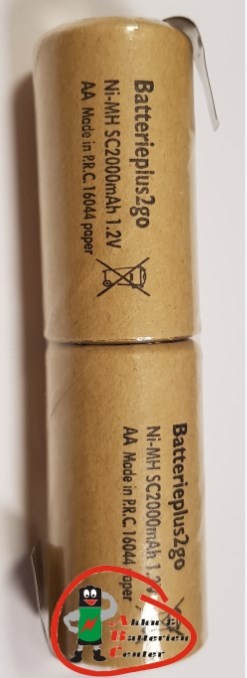 Batterieplus2go
Ni-MH SC2000mAh 1.2V
AA Made in P.R.C. 16044 paper
Batterieplus2go
Ni-MH SC2000mAh 1.2V
AA Made in P.R.C. 16044 paper
Akku &
Batterien
Center